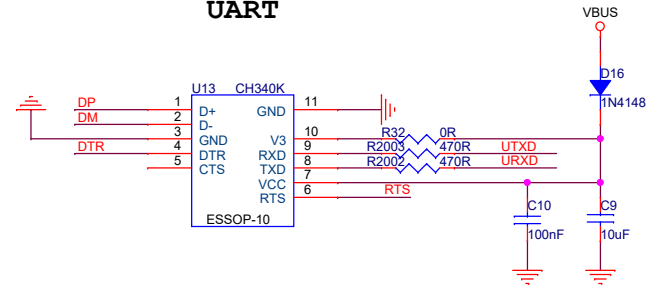 UART
VBUS
D16
1N4148
U13 CH340K
DP 1 D+ GND 11
DM 2 D-
3 GND V3 10 R32 0R
DTR 4 DTR RXD 9 R2003 470R UTXD
5 CTS TXD 8 R2002 470R URXD
VCC 7
RTS 6 RTS
ESSOP-10
C10 C9
100nF 10uF